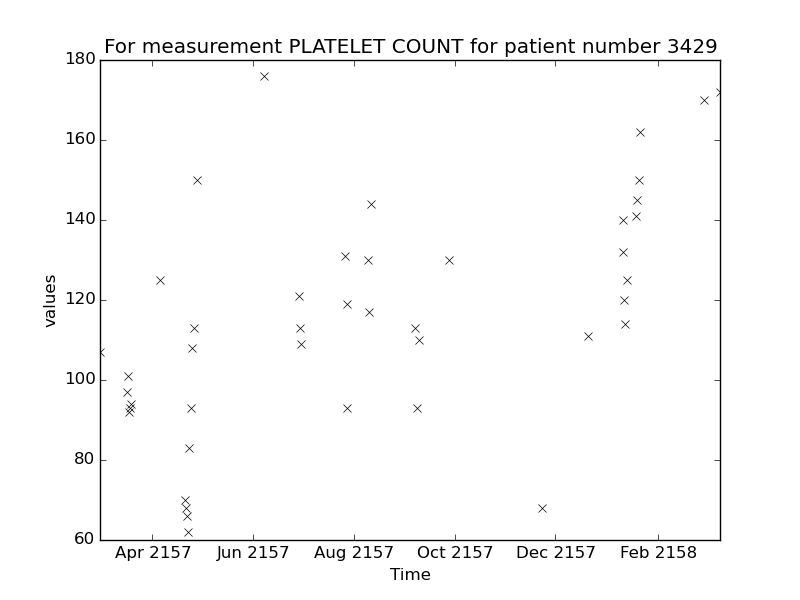 For measurement PLATELET COUNT for patient number 3429
180
160
140
120
100
80
60
values
Apr 2157 Jun 2157 Aug 2157 Oct 2157 Dec 2157 Feb 2158
Time